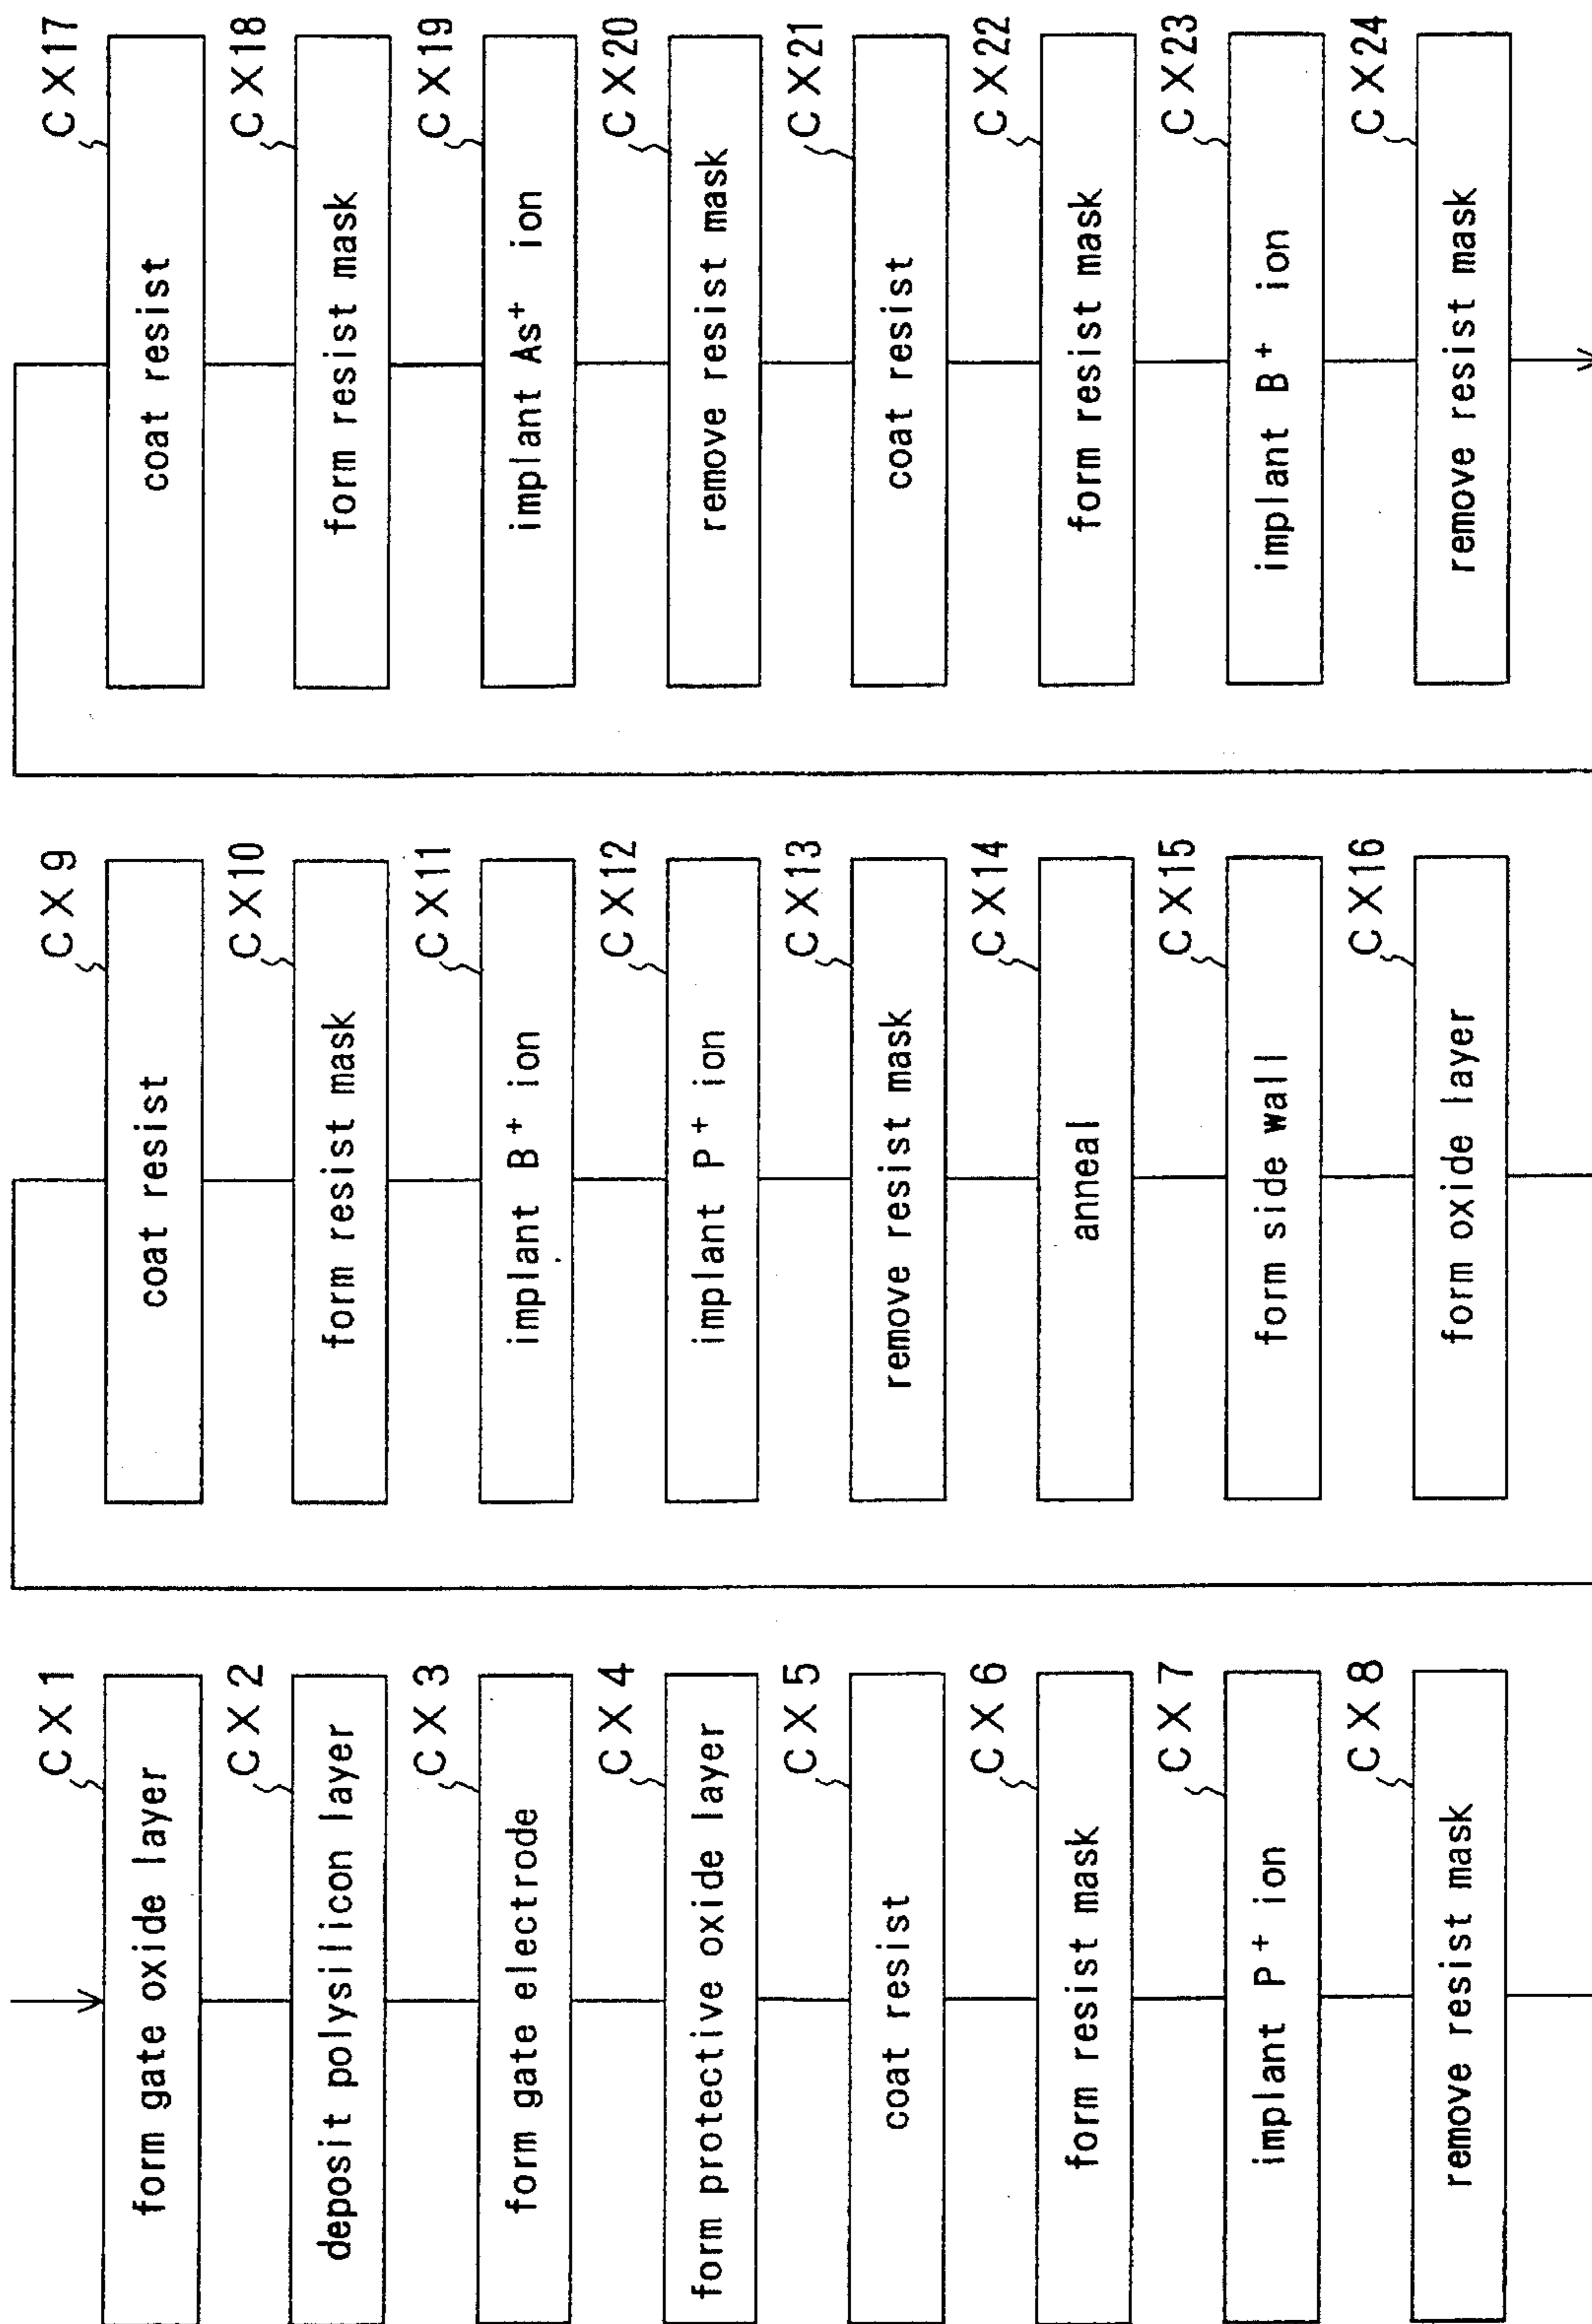 CX1
form gate oxide layer
CX2
deposit polysilicon layer
CX3
form gate electrode
CX4
form protective oxide layer
CX5
coat resist
CX6
form resist mask
CX7
implant P+ ion
CX8
remove resist mask
CX9
coat resist
CX10
form resist mask
CX11
implant B+ ion
CX12
implant P+ ion
CX13
remove resist mask
CX14
anneal
CX15
form side wall
CX16
form oxide layer
CX17
coat resist
CX18
form resist mask
CX19
implant As+ ion
CX20
remove resist mask
CX21
coat resist
CX22
form resist mask
CX23
implant B+ ion
CX24
remove resist mask